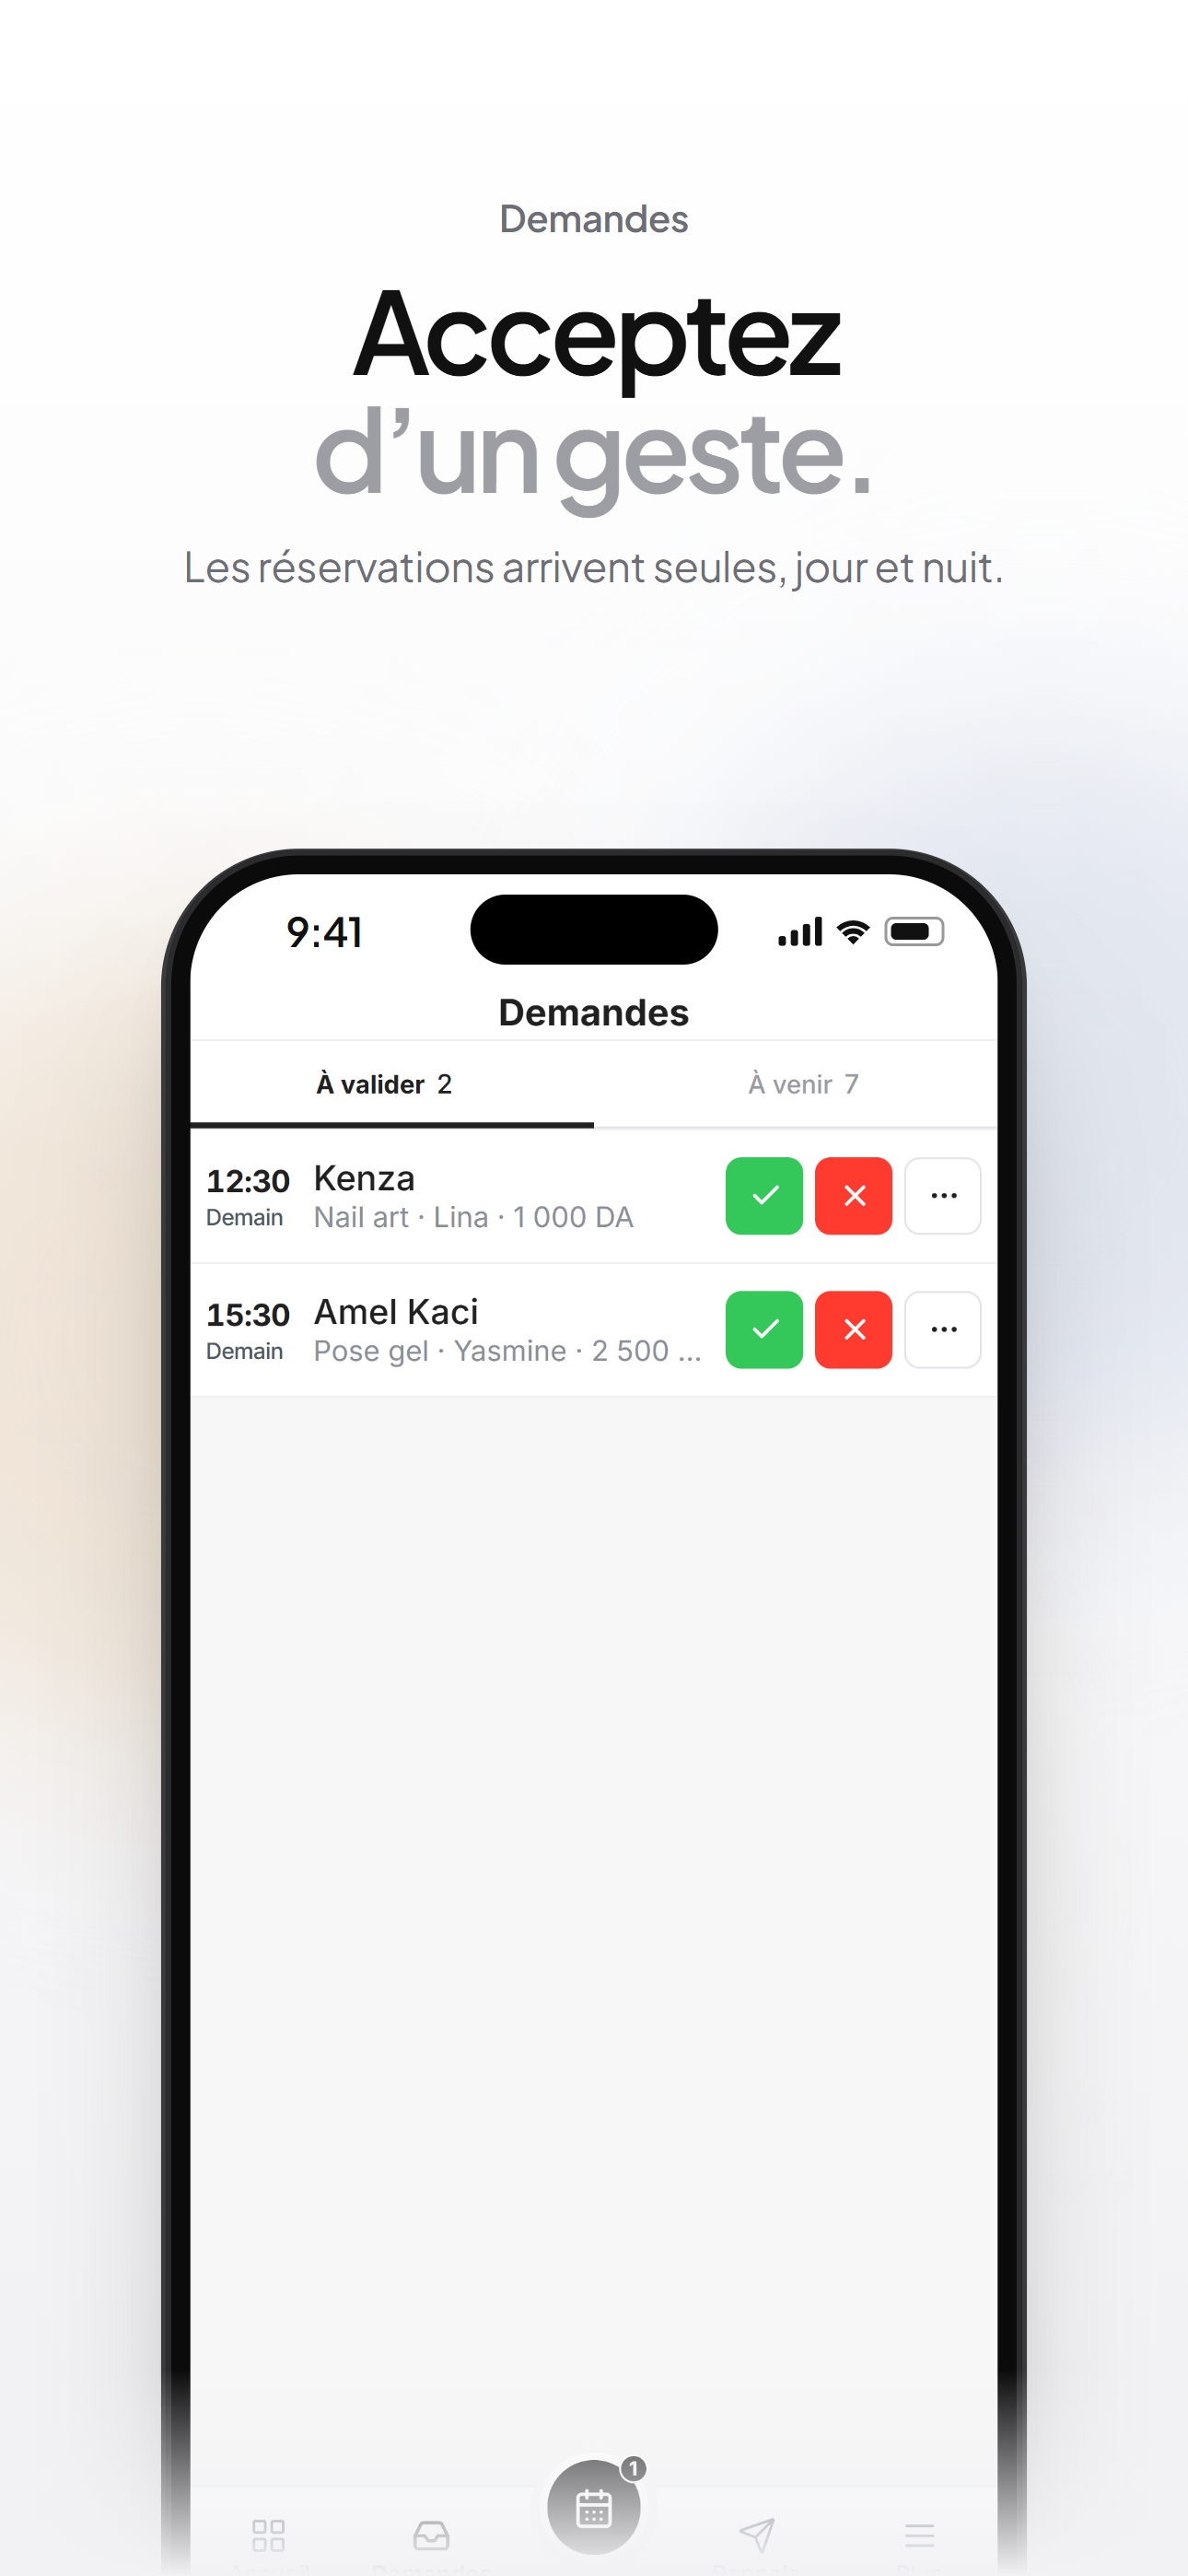 Demandes
Acceptez
d’un geste.
Les réservations arrivent seules, jour et nuit.
9:41
Demandes
À valider 2
À venir 7
12:30 Kenza
Demain Nail art · Lina · 1 000 DA
15:30 Amel Kaci
Demain Pose gel · Yasmine · 2 500 ...
1